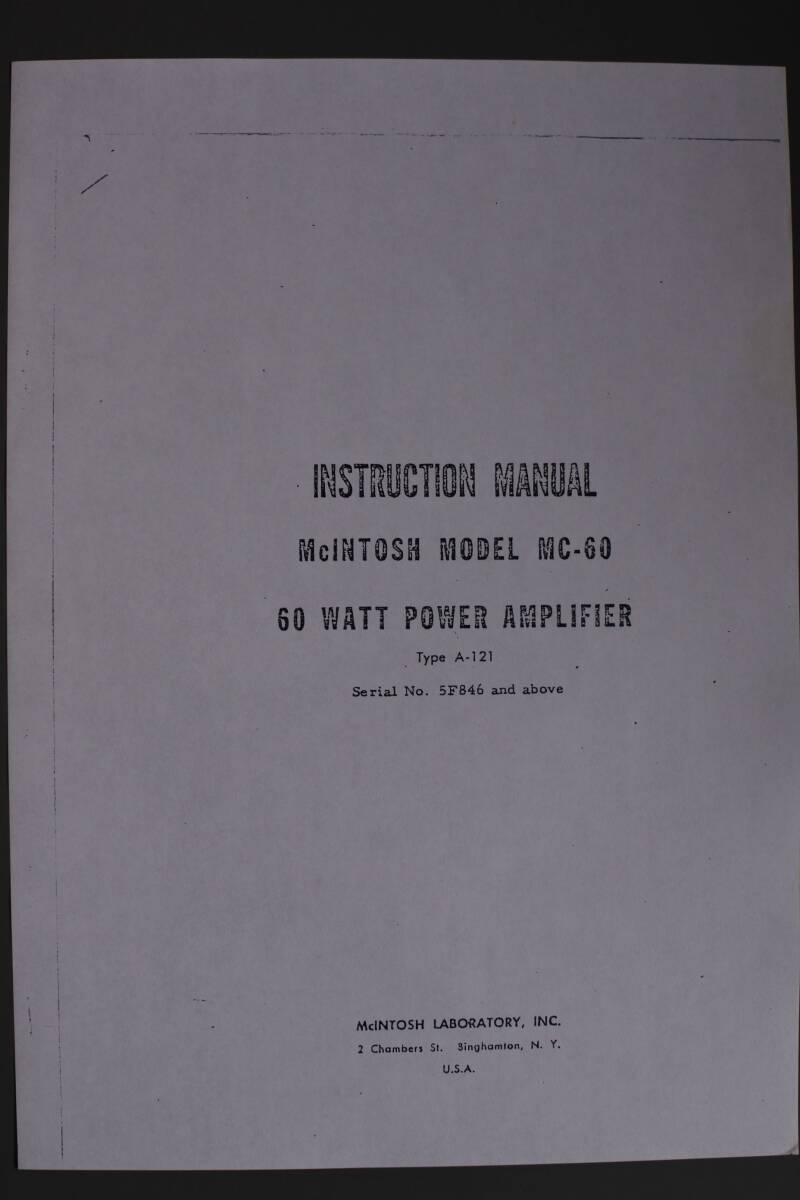 INSTRUCTION MANUAL
McINTOSH MODEL MC-60
60 WATT POWER AMPLIFIER
Type A-121
Serial No. 5F846 and above
McINTOSH LABORATORY, INC.
2 Chambers St. Binghamton, N. Y.
U.S.A.